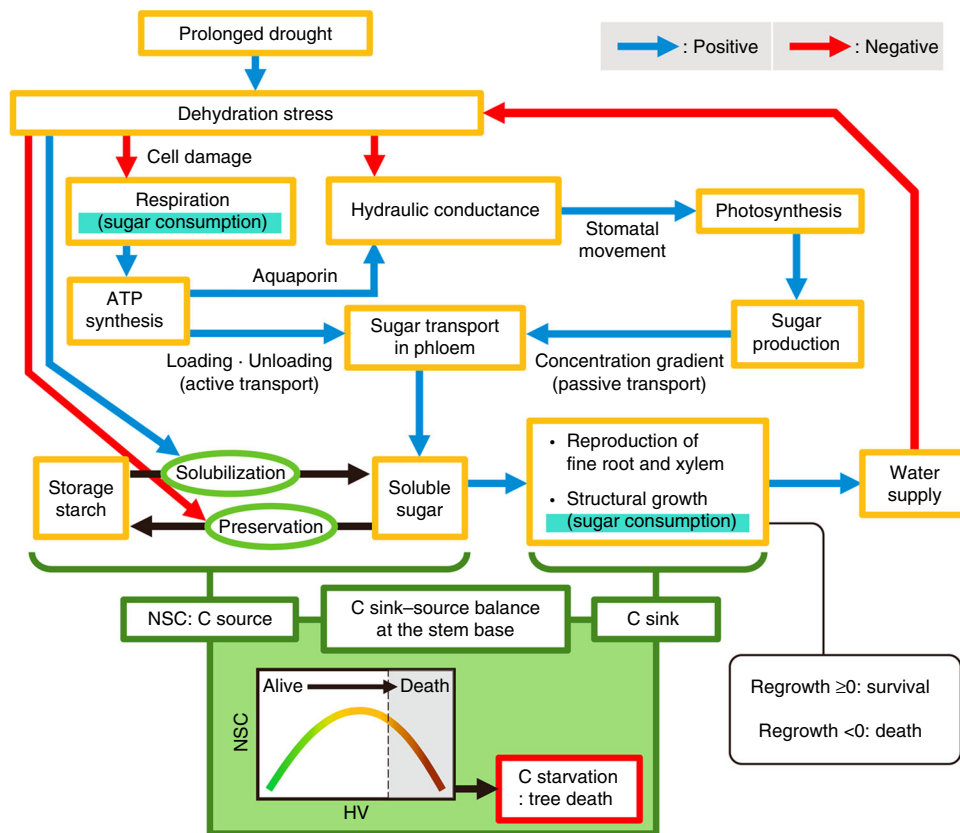 Prolonged drought
: Positive
: Negative
Dehydration stress
Cell damage
Respiration
(sugar consumption)
Hydraulic conductance
Stomatal
movement
Photosynthesis
Aquaporin
ATP
synthesis
Loading · Unloading
(active transport)
Sugar transport
in phloem
Concentration gradient
(passive transport)
Sugar
production
Storage
starch
Solubilization
Preservation
Soluble
sugar
• Reproduction of
fine root and xylem
• Structural growth
(sugar consumption)
Water
supply
NSC: C source
C sink–source balance
at the stem base
C sink
Alive
Death
NSC
HV
C starvation
: tree death
Regrowth ≥0: survival
Regrowth <0: death